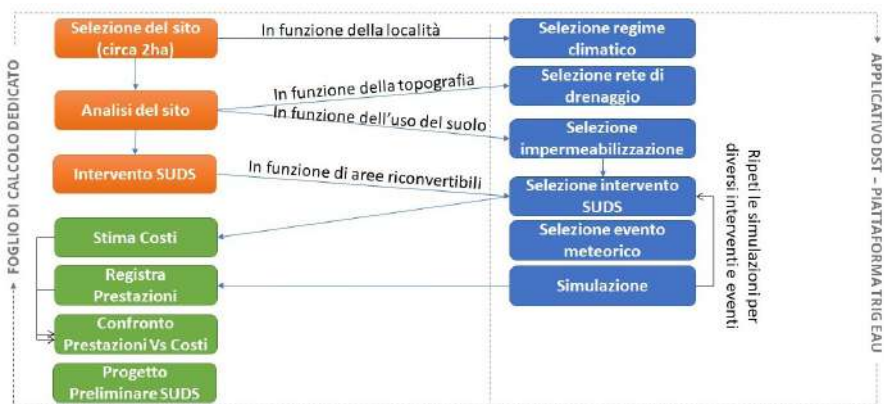 Selezione del sito
(circa 2ha)
In funzione della località
Selezione regime
climatico
In funzione della topografia
Selezione rete di
drenaggio
Analisi del sito
In funzione dell'uso del suolo
Selezione
impermeabilizzazione
Intervento SUDS
In funzione di aree riconvertibili
Selezione intervento
SUDS
Stima Costi
Selezione evento
meteorico
Registra
Prestazioni
Simulazione
Confronto
Prestazioni Vs Costi
Progetto
Preliminare SUDS
FOGLIO DI CALCOLO DEDICATO
Ripeti le simulazioni per
diversi interventi e eventi
APPLICATIVO DST – PIATTAFORMA TRIG EAU